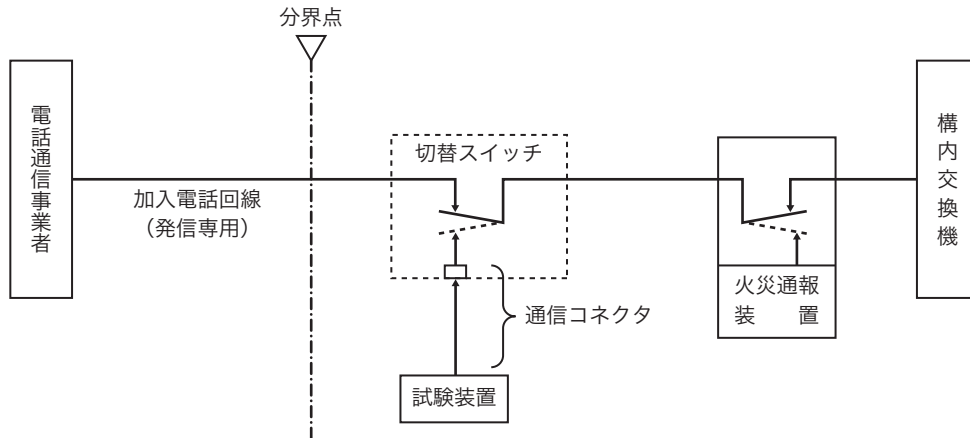 分界点
電話通信事業者
切替スイッチ
加入電話回線
（発信専用）
構内交換機
火災通報
装　　置
通信コネクタ
試験装置